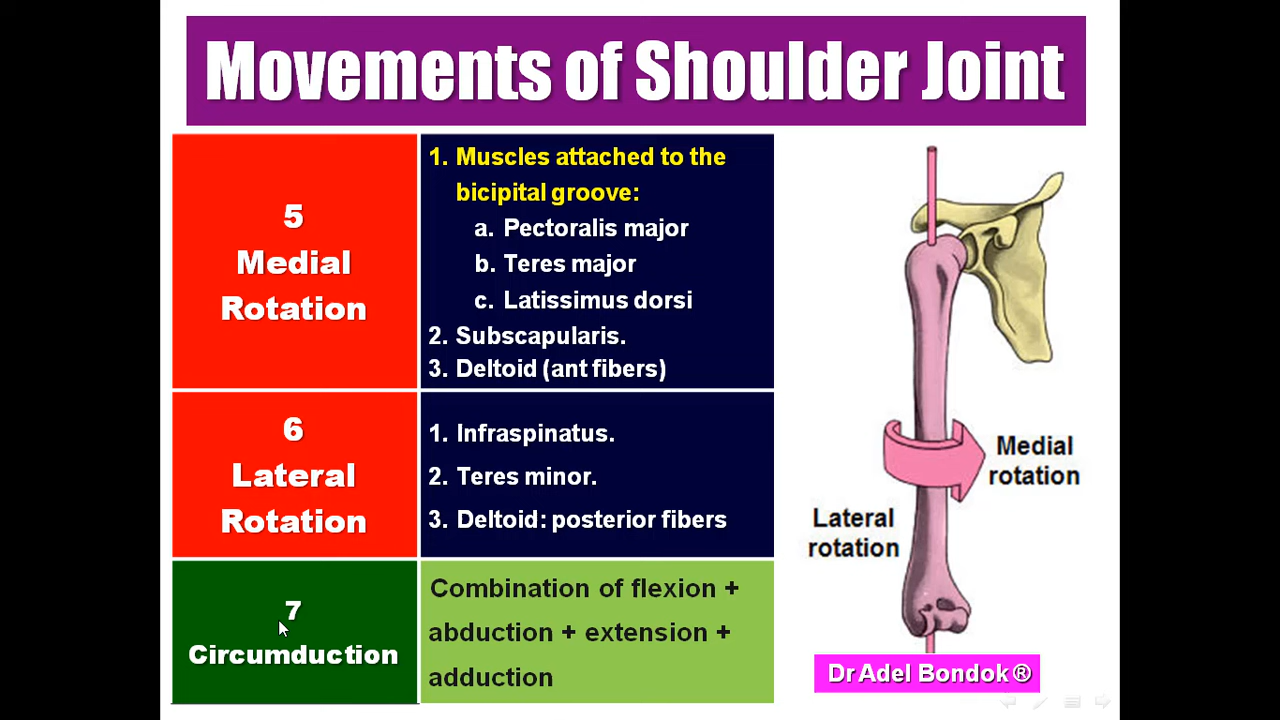 Movements of Shoulder Joint
5
Medial
Rotation
1. Muscles attached to the
bicipital groove:
a. Pectoralis major
b. Teres major
c. Latissimus dorsi
2. Subscapularis.
3. Deltoid (ant fibers)
6
Lateral
Rotation
1. Infraspinatus.
2. Teres minor.
3. Deltoid: posterior fibers
7
Circumduction
Combination of flexion +
abduction + extension +
adduction
Medial
rotation
Lateral
rotation
Dr Adel Bondok ®